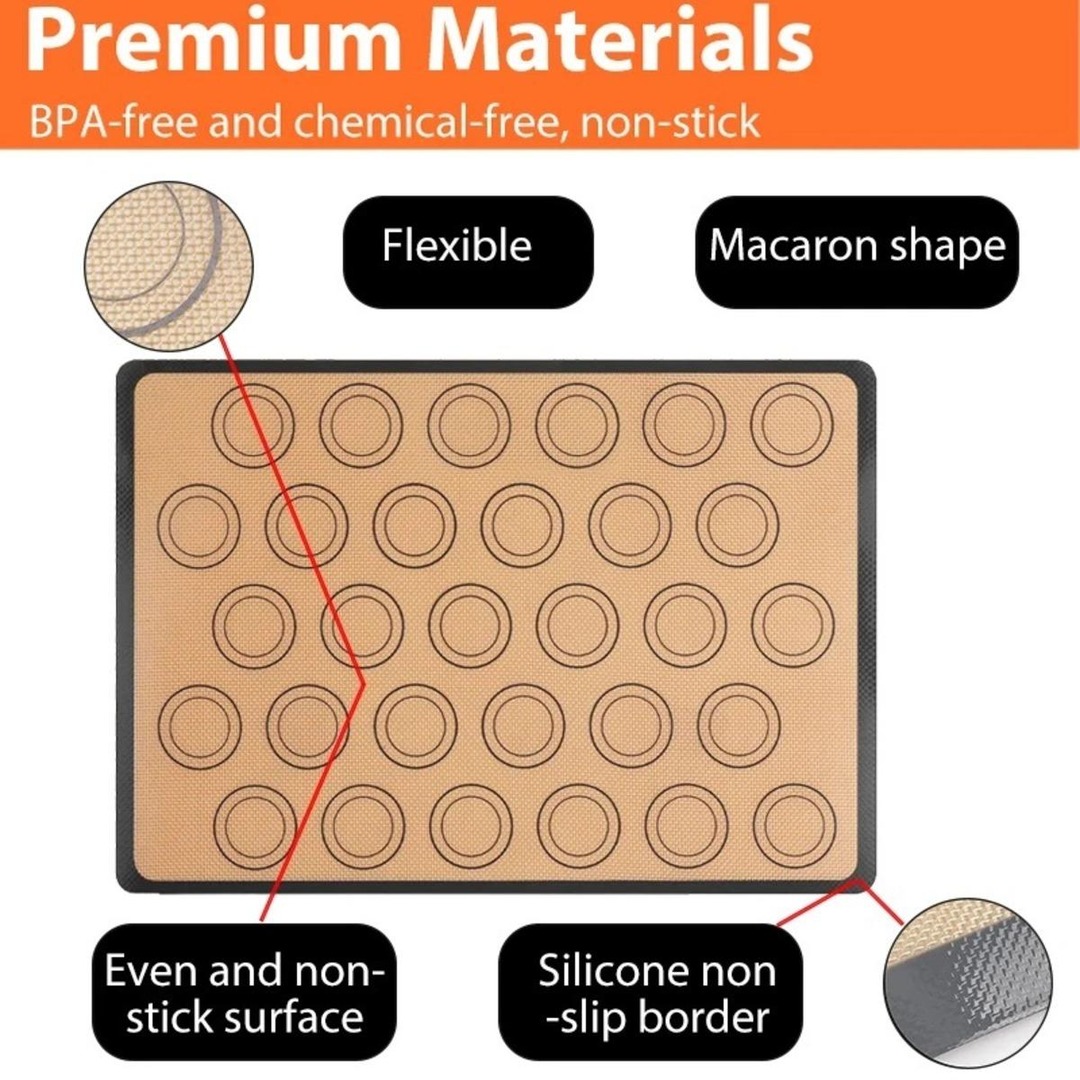 Premium Materials
BPA-free and chemical-free, non-stick
Flexible
Macaron shape
Even and non-
stick surface
Silicone non
-slip border